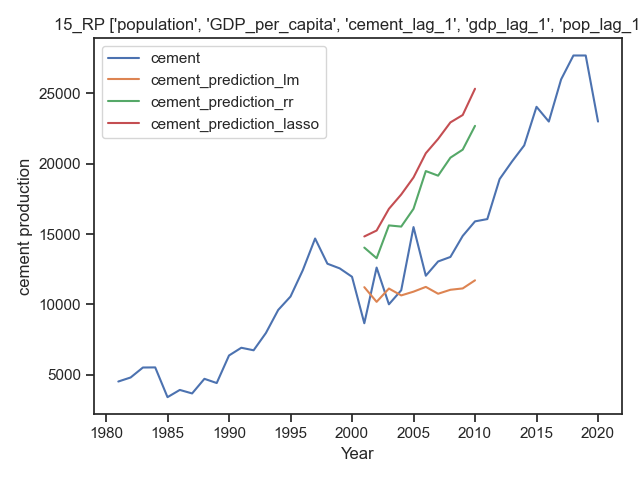 15_RP ['population', 'GDP_per_capita', 'cement_lag_1', 'gdp_lag_1', 'pop_lag_1
cement
cement_prediction_lm
cement_prediction_rr
cement_prediction_lasso
25000
20000
15000
10000
5000
cement production
1980 1985 1990 1995 2000 2005 2010 2015 2020
Year